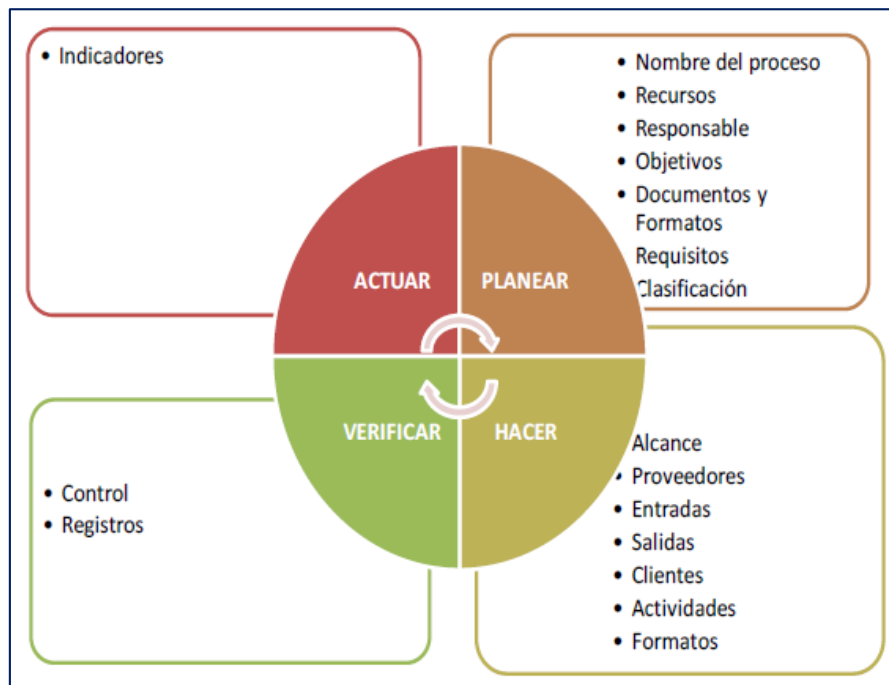 • Indicadores
• Nombre del proceso
• Recursos
• Responsable
• Objetivos
• Documentos y
Formatos
Requisitos
• Clasificación
ACTUAR
PLANEAR
VERIFICAR
HACER
• Control
• Registros
Alcance
• Proveedores
• Entradas
• Salidas
• Clientes
• Actividades
• Formatos